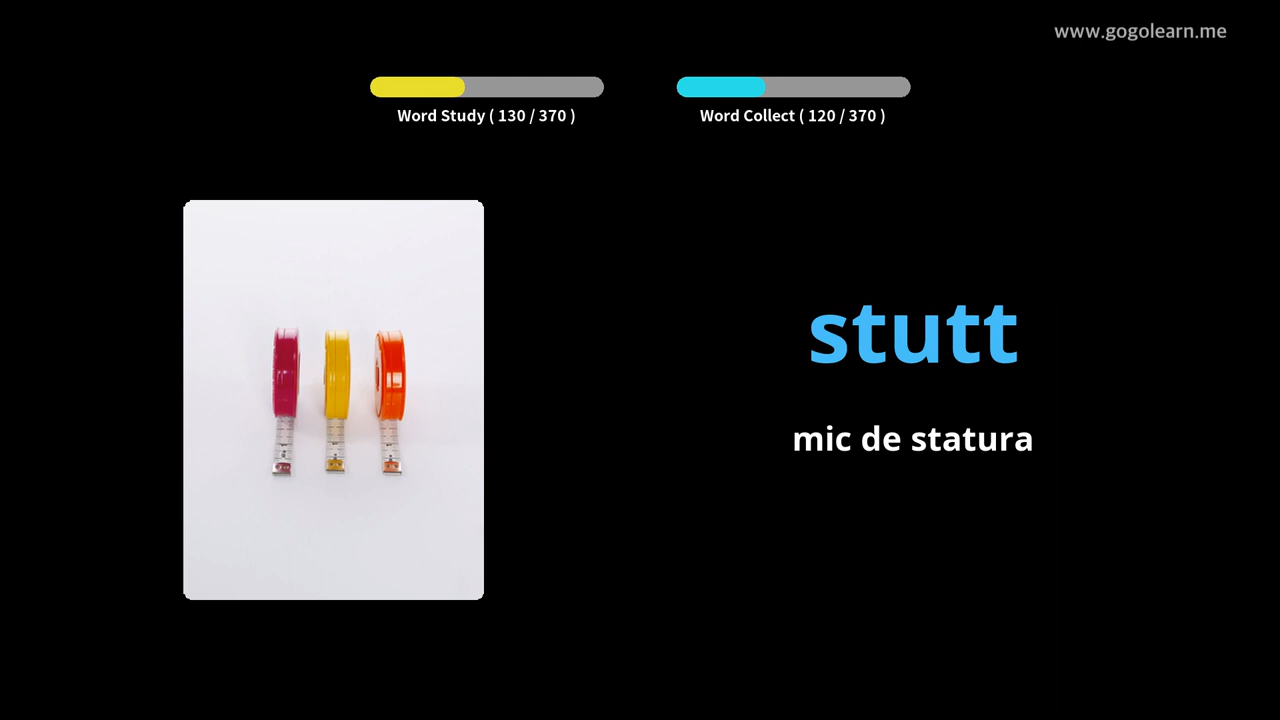 www.gogolearn.me
Word Study ( 130 / 370 )
Word Collect ( 120 / 370 )
stutt
mic de statura